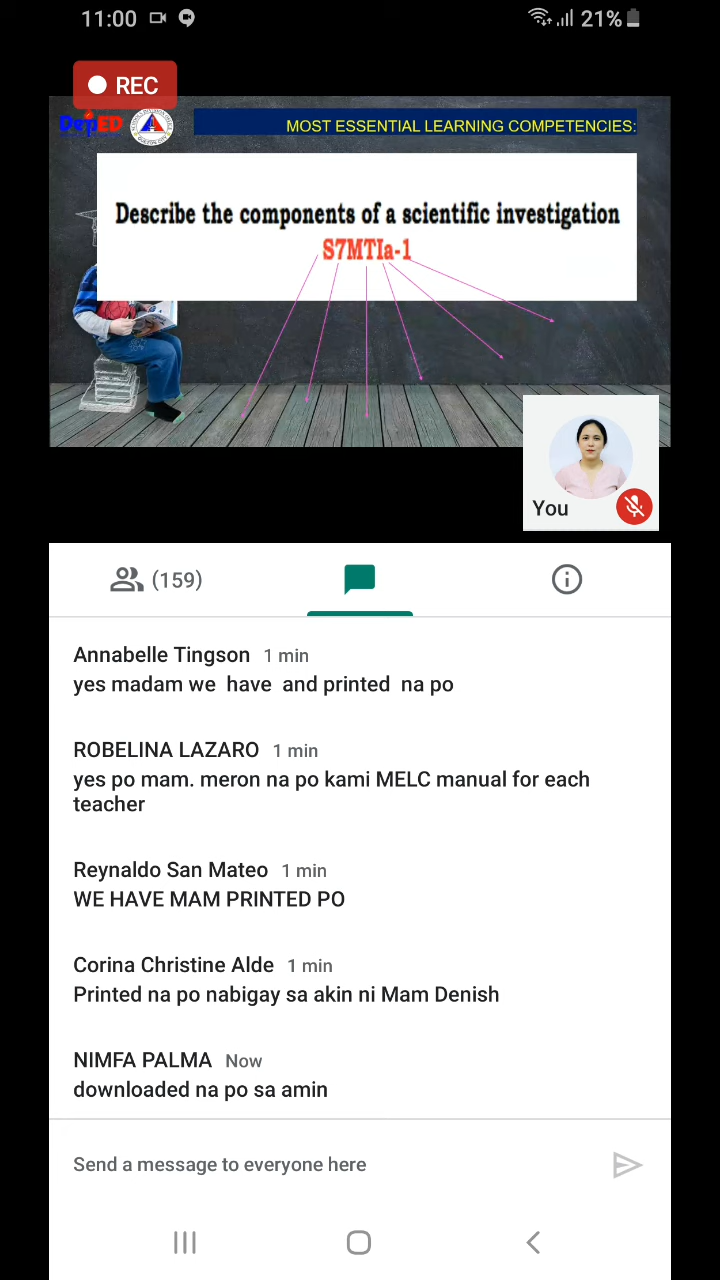 11:00
21%
REC
DepED
MOST ESSENTIAL LEARNING COMPETENCIES:
Describe the components of a scientific investigation
S7MTIa-1
You
(159)
Annabelle Tingson 1 min
yes madam we have and printed na po
ROBELINA LAZARO 1 min
yes po mam. meron na po kami MELC manual for each
teacher
Reynaldo San Mateo 1 min
WE HAVE MAM PRINTED PO
Corina Christine Alde 1 min
Printed na po nabigay sa akin ni Mam Denish
NIMFA PALMA Now
downloaded na po sa amin
Send a message to everyone here